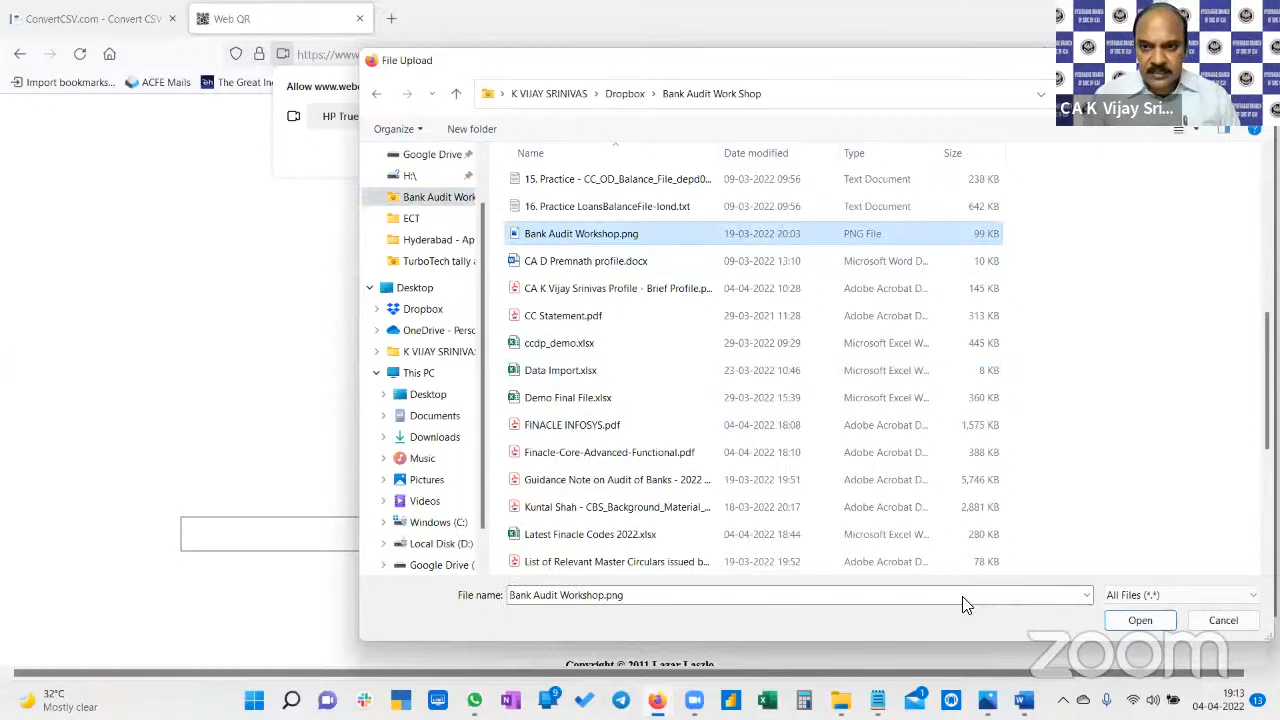 ConvertCSV.com - Convert CSV
Web QR
https://www
Import bookmarks...
ACFE Mails
The Great In
Allow www.web
HP True
File Upload
K VIJAY SRINIVAS > Dropbox > Bank Audit Work Shop
C A K Vijay Sri...
Organize
New folder
Google Drive
H:\
Bank Audit Work
ECT
Hyderabad - Ap
TurboTech tally a
Desktop
Dropbox
OneDrive - Perso
K VIJAY SRINIVAS
This PC
Desktop
Documents
Downloads
Music
Pictures
Videos
Windows (C:)
Local Disk (D:)
Google Drive (
Name Date modified Type Size
15. Practice - CC_OD_Balance_File_depd0... 09-03-2022 09:56 Text Document 238 KB
16. Practice LoansBalanceFile-lond.txt 09-03-2022 09:56 Text Document 642 KB
Bank Audit Workshop.png 19-03-2022 20:03 PNG File 99 KB
CA D Premnath profile.docx 09-03-2022 13:10 Microsoft Word D... 10 KB
CA K Vijay Srinivas Profile - Brief Profile.p... 04-04-2022 10:28 Adobe Acrobat D... 145 KB
CC Statement.pdf 29-03-2021 11:28 Adobe Acrobat D... 313 KB
ccdp_demo.xlsx 29-03-2022 09:29 Microsoft Excel W... 445 KB
Data Import.xlsx 23-03-2022 10:46 Microsoft Excel W... 8 KB
Demo Final File.xlsx 29-03-2022 15:39 Microsoft Excel W... 360 KB
FINACLE INFOSYS.pdf 04-04-2022 18:08 Adobe Acrobat D... 1,575 KB
Finacle-Core-Advanced-Functional.pdf 04-04-2022 18:10 Adobe Acrobat D... 388 KB
Guidance Note on Audit of Banks - 2022 ... 19-03-2022 19:51 Adobe Acrobat D... 5,746 KB
Kuntal Shah - CBS_Background_Material_... 18-03-2022 20:17 Adobe Acrobat D... 2,881 KB
Latest Finacle Codes 2022.xlsx 04-04-2022 18:44 Microsoft Excel W... 280 KB
List of Relevant Master Circulars issued b... 19-03-2022 19:52 Adobe Acrobat D... 78 KB
File name: Bank Audit Workshop.png All Files (*.*)
Open Cancel
Copyright © 2011 Lazar Laszlo
zoom
32°C
Mostly clear
9
1
19:13
04-04-2022
13